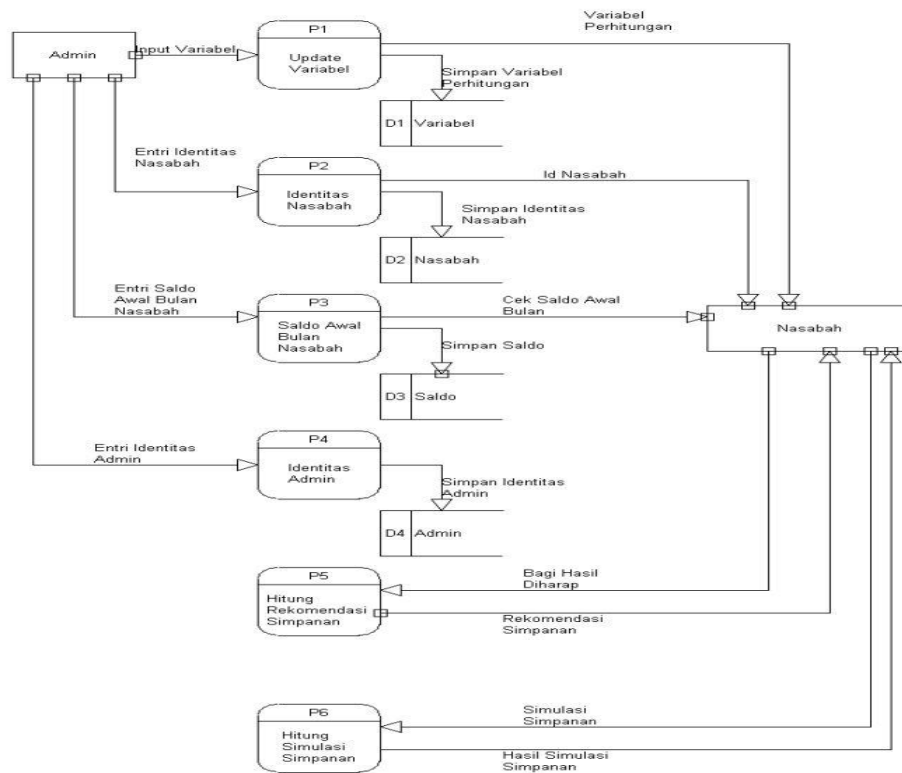 Variabel
Perhitungan
P1
Admin
Input Variabel
Update
Variabel
Simpan Variabel
Perhitungan
D1 Variabel
Entri Identitas
Nasabah
P2
Id Nasabah
Identitas
Nasabah
Simpan Identitas
Nasabah
D2 Nasabah
Entri Saldo
Awal Bulan
Nasabah
P3
Cek Saldo Awal
Bulan
Saldo Awal
Bulan
Nasabah
Nasabah
Simpan Saldo
D3 Saldo
P4
Entri Identitas
Admin
Identitas
Admin
Simpan Identitas
Admin
D4 Admin
P5
Bagi Hasil
Diharap
Hitung
Rekomendasi
Simpanan
Rekomendasi
Simpanan
P6
Simulasi
Simpanan
Hitung
Simulasi
Simpanan
Hasil Simulasi
Simpanan